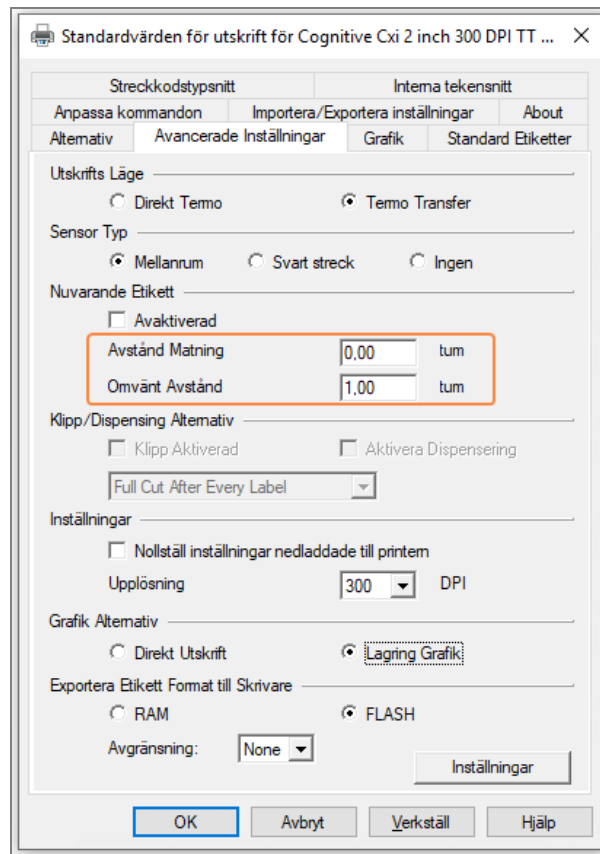 Standardvärden för utskrift för Cognitive Cxi 2 inch 300 DPI TT ...
Streckkodstypsnitt Interna tekensnitt
Anpassa kommandon Importera/Exportera inställningar About
Alternativ Avancerade Inställningar Grafik Standard Etiketter
Utskrifts Läge
Direkt Termo Termo Transfer
Sensor Typ
Mellanrum Svart streck Ingen
Nuvarande Etikett
Avaktiverad
Avstånd Matning 0,00 tum
Omvänt Avstånd 1,00 tum
Klipp/Dispensing Alternativ
Klipp Aktiverad Aktivera Dispensering
Full Cut After Every Label
Inställningar
Nollställ inställningar nedladdade till printern
Upplösning 300 DPI
Grafik Alternativ
Direkt Utskrift Lagring Grafik
Exportera Etikett Format till Skrivare
RAM FLASH
Avgränsning: None
Inställningar
OK Avbryt Verkställ Hjälp